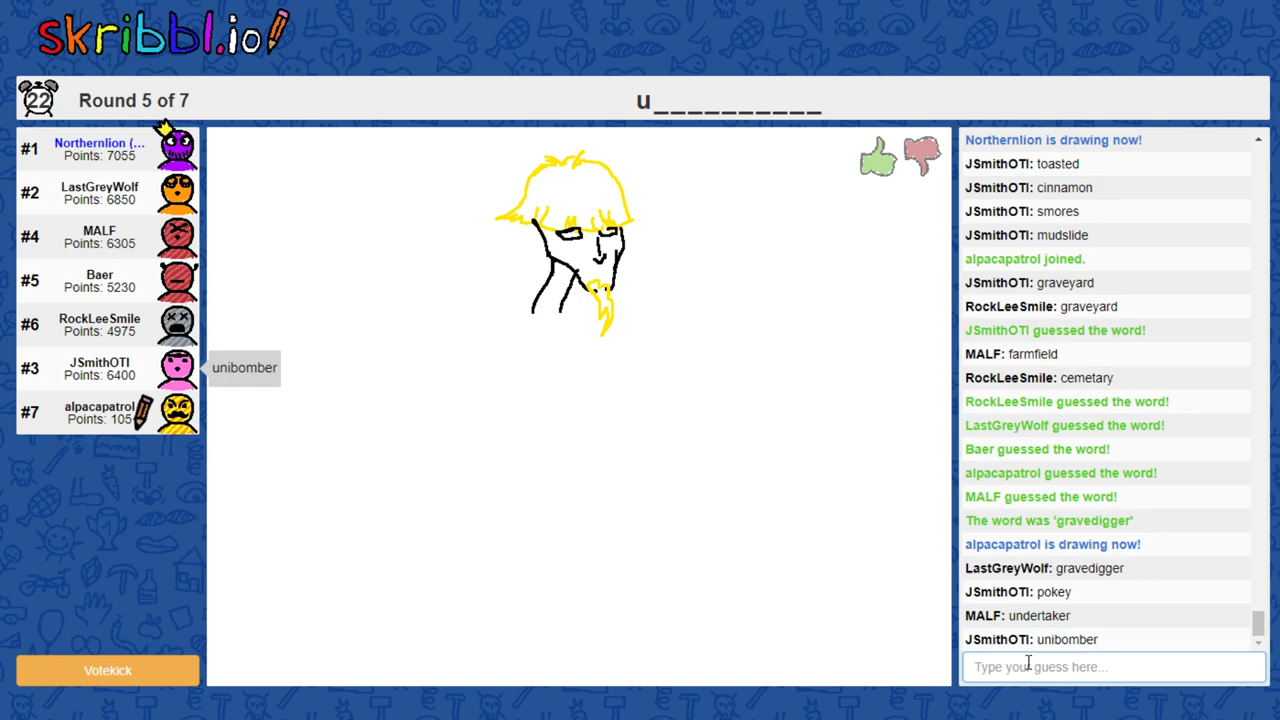 skribbl.io
22
Round 5 of 7
u__________
#1
Northernlion (...
Points: 7055
#2
LastGreyWolf
Points: 6850
#4
MALF
Points: 6305
#5
Baer
Points: 5230
#6
RockLeeSmile
Points: 4975
#3
JSmithOTI
Points: 6400
unibomber
#7
alpacapatrol
Points: 105
Votekick
Northernlion is drawing now!
JSmithOTI: toasted
JSmithOTI: cinnamon
JSmithOTI: smores
JSmithOTI: mudslide
alpacapatrol joined.
JSmithOTI: graveyard
RockLeeSmile: graveyard
JSmithOTI guessed the word!
MALF: farmfield
RockLeeSmile: cemetary
RockLeeSmile guessed the word!
LastGreyWolf guessed the word!
Baer guessed the word!
alpacapatrol guessed the word!
MALF guessed the word!
The word was 'gravedigger'
alpacapatrol is drawing now!
LastGreyWolf: gravedigger
JSmithOTI: pokey
MALF: undertaker
JSmithOTI: unibomber
Type your guess here...